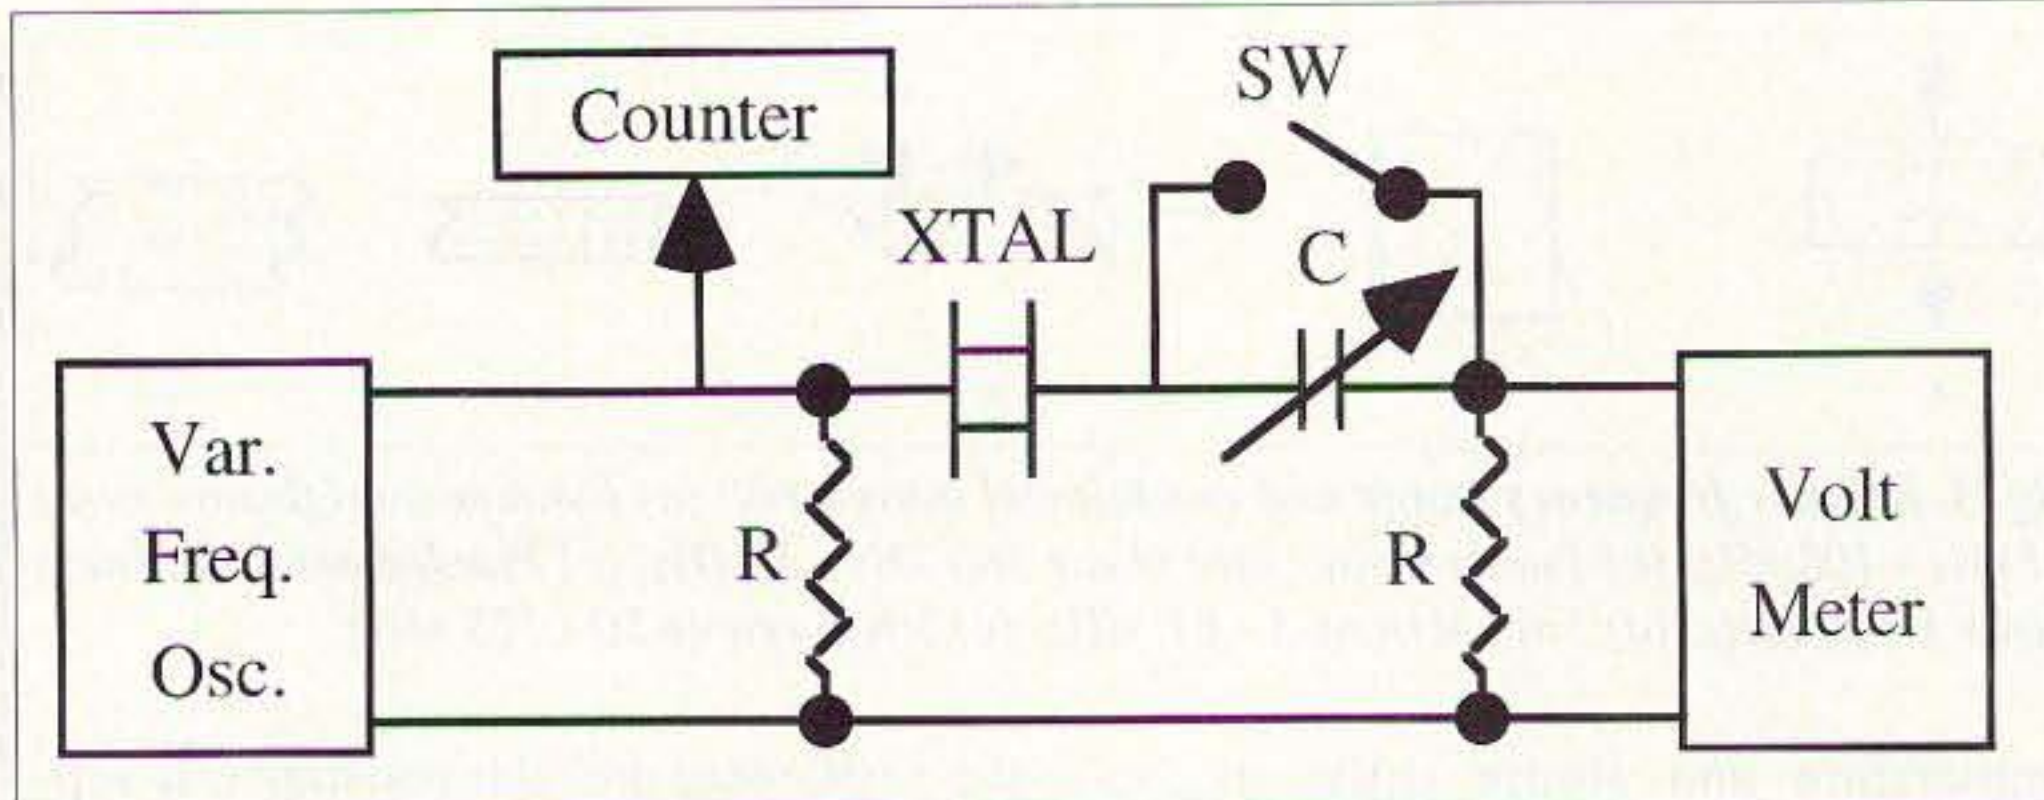 Counter
SW
XTAL
C
Var.
Freq.
Osc.
R
R
Volt
Meter